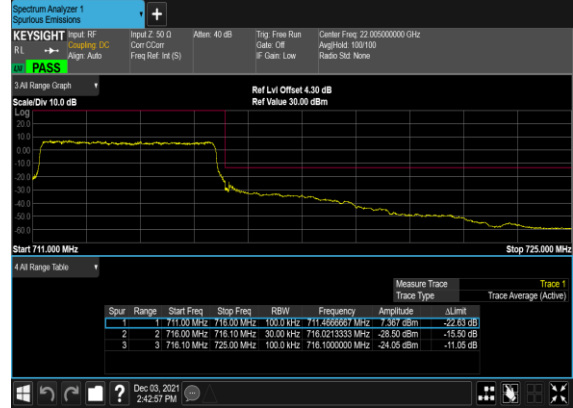 Spectrum Analyzer 1
Spurious Emissions
KEYSIGHT Input: RF Input Z: 50 Ω Atten: 40 dB Trig: Free Run Center Freq: 22.005000000 GHz
RL Coupling: DC Corr CCorr Gate: Off Avg|Hold: 100/100
Align: Auto Freq Ref: Int (S) IF Gain: Low Radio Std: None
PASS
3 All Range Graph
Ref Lvl Offset 4.30 dB
Scale/Div 10.0 dB Ref Value 30.00 dBm
Log
20.0
10.0
0.00
-10.0
-20.0
-30.0
-40.0
-50.0
-60.0
Start 711.000 MHz Stop 725.000 MHz
4 All Range Table
Measure Trace Trace 1
Trace Type Trace Average (Active)
Spur Range Start Freq Stop Freq RBW Frequency Amplitude ΔLimit
1 1 711.00 MHz 716.00 MHz 100.0 kHz 711.4666667 MHz 7.367 dBm -22.63 dB
2 2 716.00 MHz 716.10 MHz 30.00 kHz 716.0213333 MHz -28.50 dBm -15.50 dB
3 3 716.10 MHz 725.00 MHz 100.0 kHz 716.1000000 MHz -24.05 dBm -11.05 dB
? Dec 03, 2021
2:42:57 PM